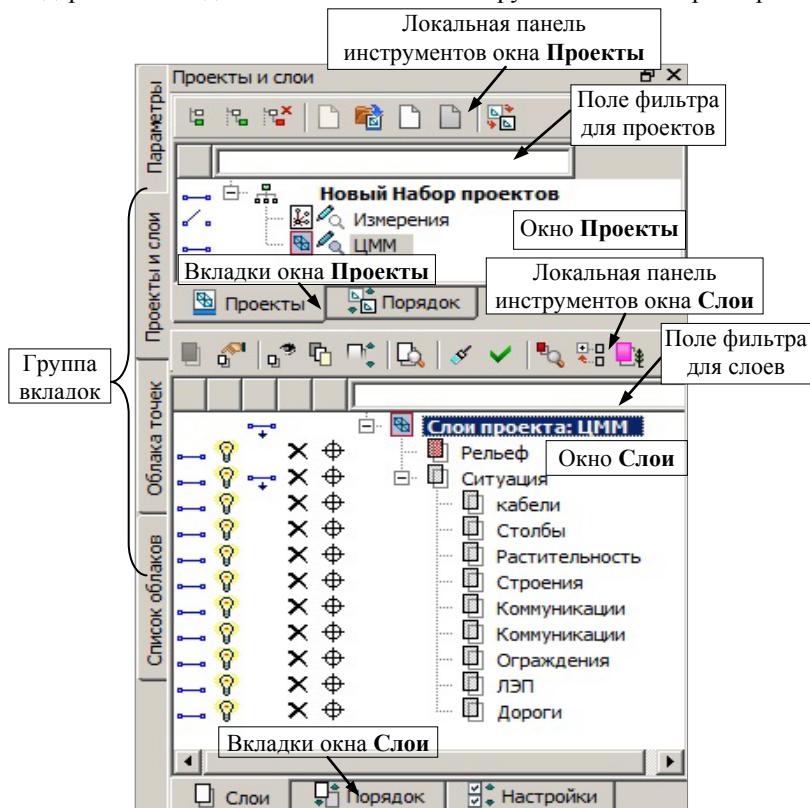 Локальная панель
инструментов окна Проекты
Проекты и слои
Параметры
Поле фильтра
для проектов
Новый Набор проектов
Измерения
ЦММ
Окно Проекты
Вкладки окна Проекты
Проекты
Порядок
Проекты и слои
Локальная панель
инструментов окна Слои
Группа
вкладок
Поле фильтра
для слоев
Облака точек
Слои проекта: ЦММ
Рельеф
Окно Слои
Ситуация
кабели
Столбы
Растительность
Строения
Коммуникации
Коммуникации
Ограждения
ЛЭП
Дороги
Список облаков
Вкладки окна Слои
Слои
Порядок
Настройки